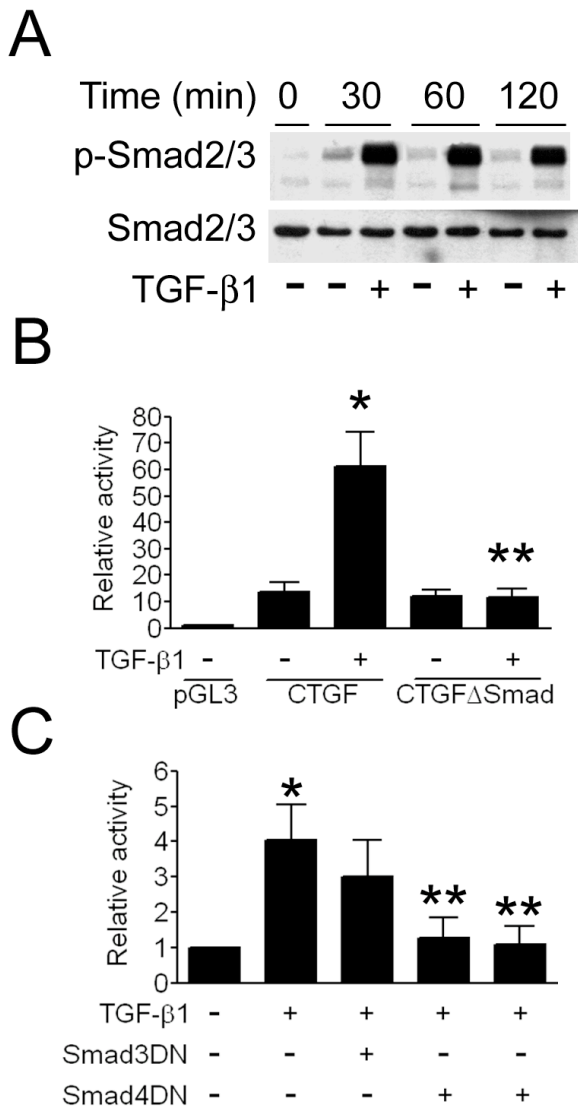 A
Time (min) 0 30 60 120
p-Smad2/3
Smad2/3
TGF-β1 - - + - + - +
B
*
**
80
70
60
50
40
30
20
10
0
Relative activity
TGF-β1 - - + - +
pGL3 CTGF CTGFΔSmad
C
*
** **
6
5
4
3
2
1
0
Relative activity
TGF-β1 - + + + +
Smad3DN - - + - +
Smad4DN - - - + +